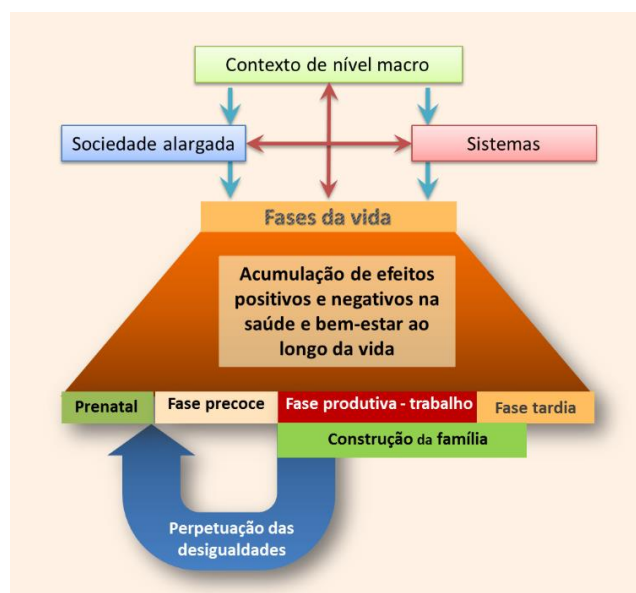 Contexto de nível macro
Sociedade alargada
Sistemas
Fases da vida
Acumulação de efeitos
positivos e negativos na
saúde e bem-estar ao
longo da vida
Prenatal
Fase precoce
Fase produtiva - trabalho
Fase tardia
Construção da família
Perpetuação das
desigualdades